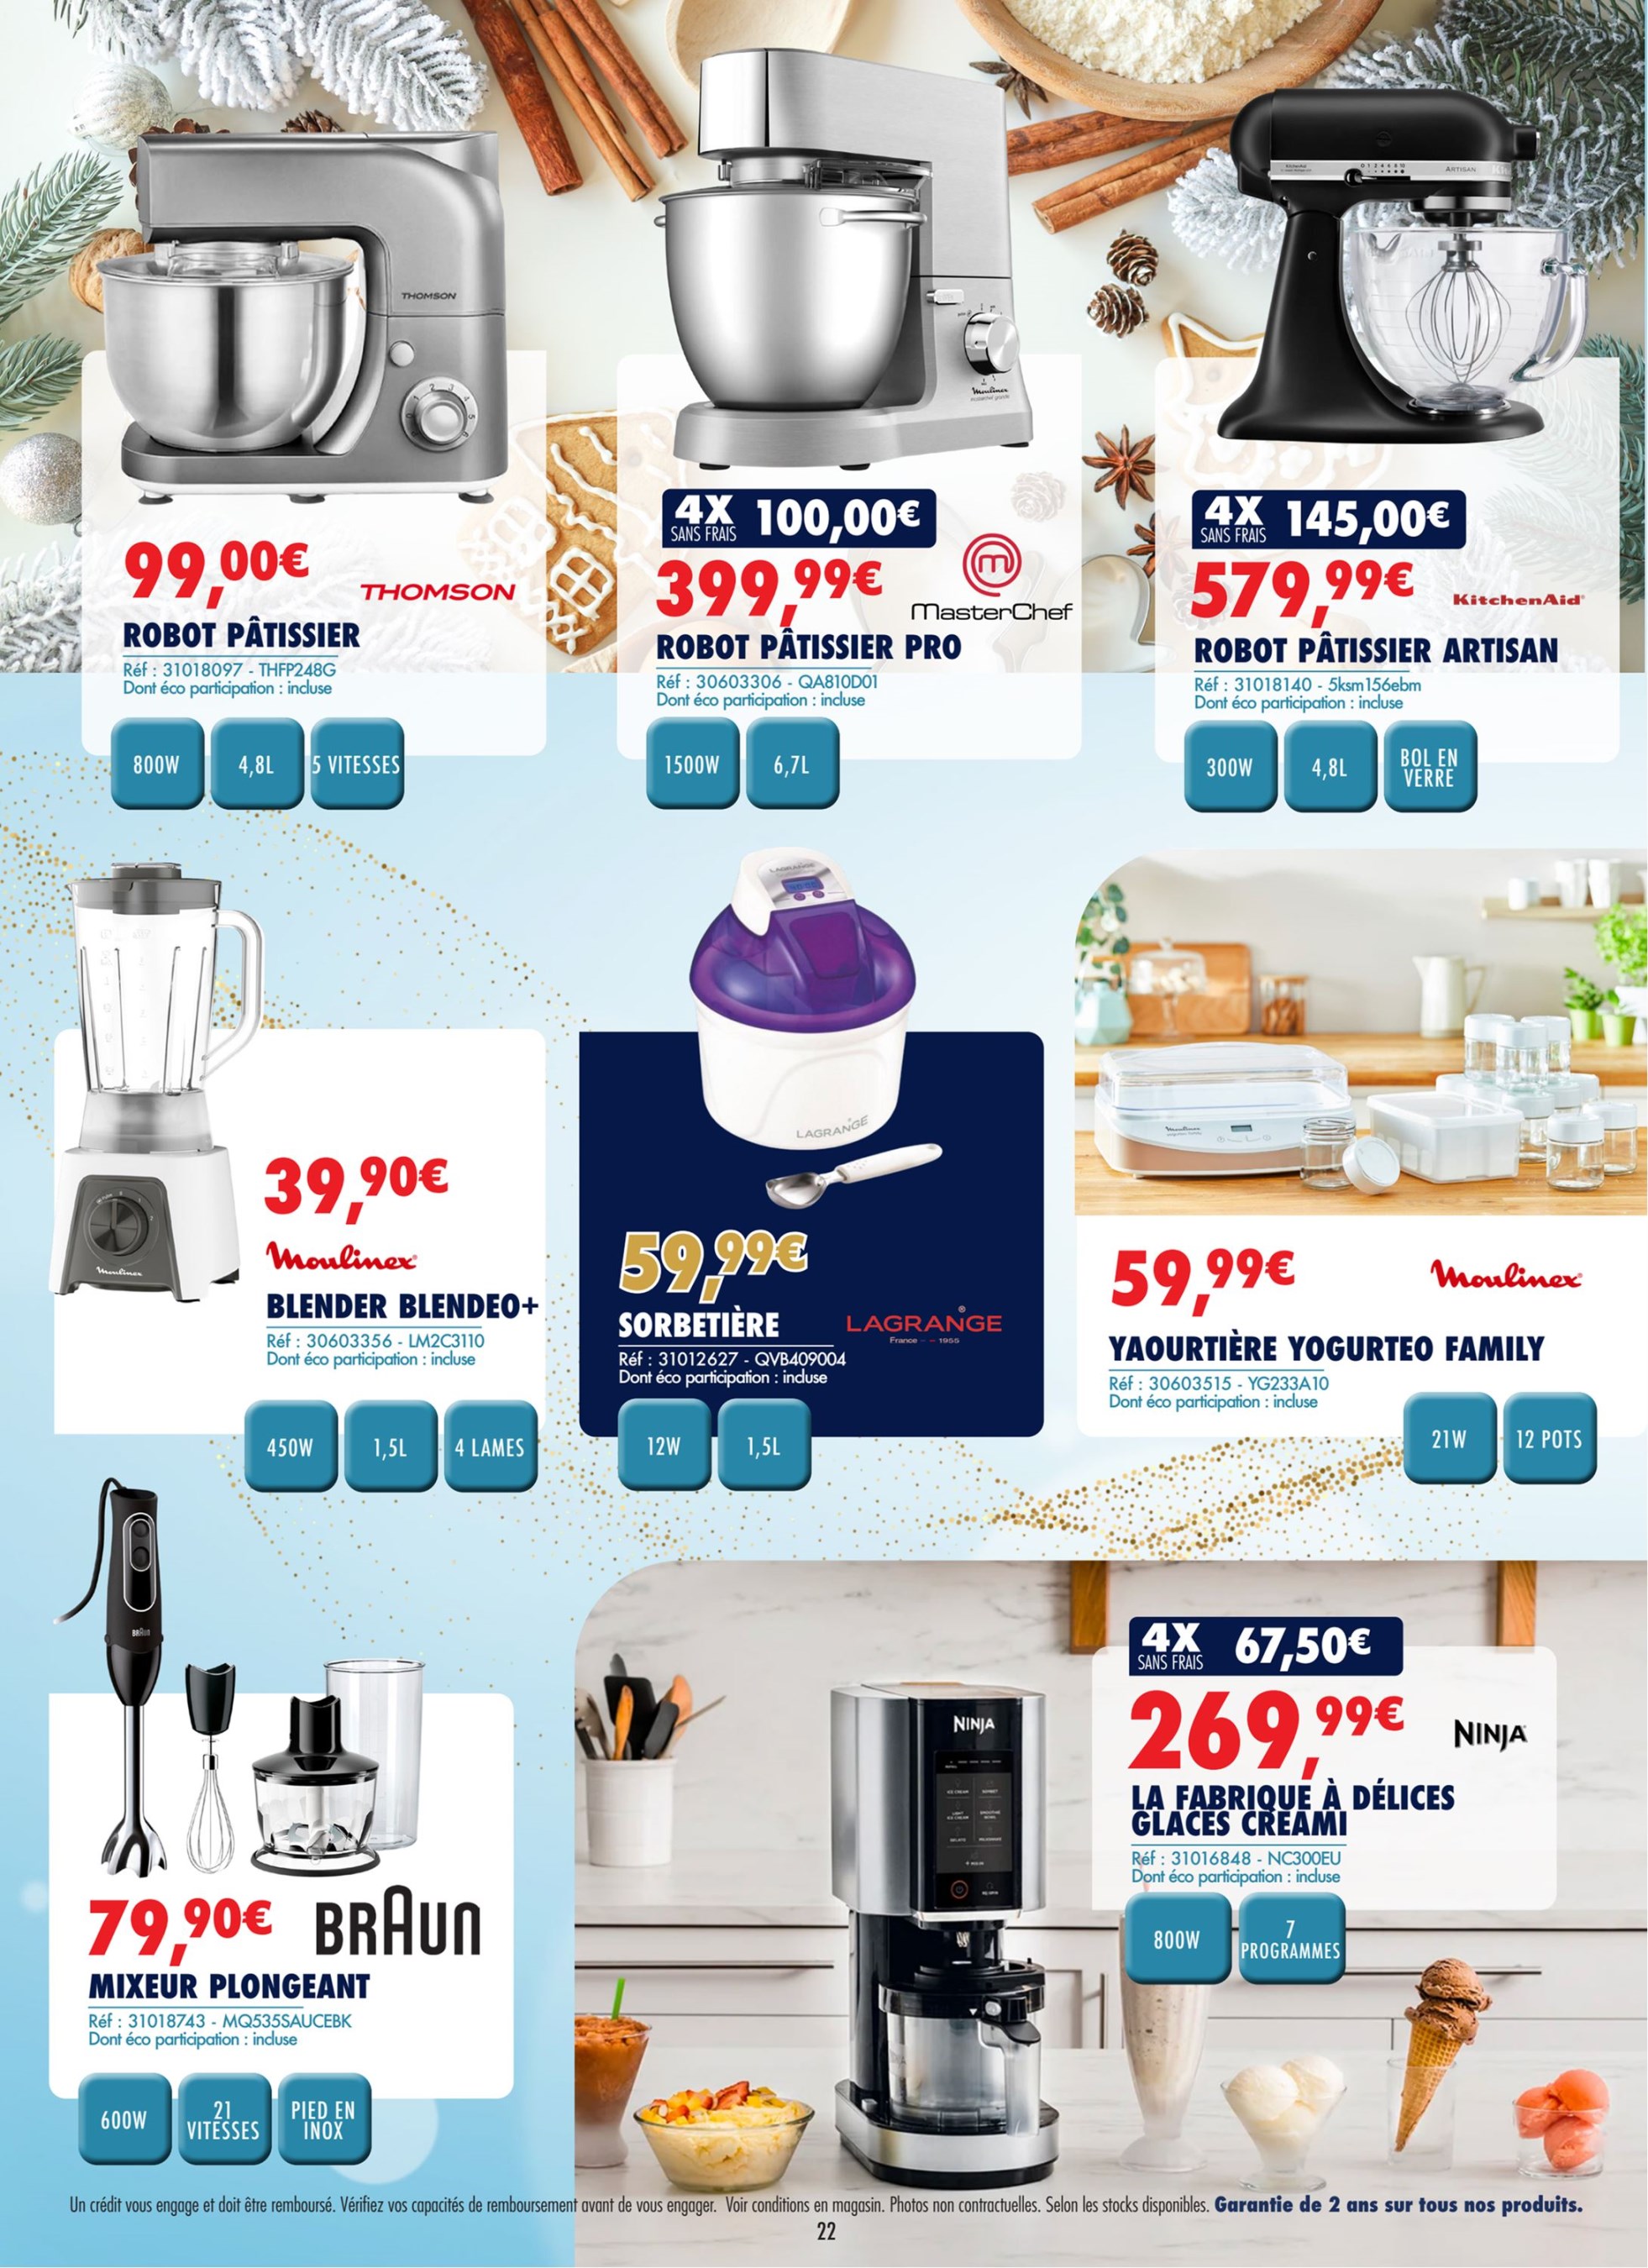 THOMSON
Moulinex
ARTISAN
4X
SANS FRAIS
100,00€
4X
SANS FRAIS
145,00€
99,00€
THOMSON
ROBOT PÂTISSIER
Réf : 31018097 - THFP248G
Dont éco participation : incluse
800W
4,8L
5 VITESSES
399,99€
MasterChef
ROBOT PÂTISSIER PRO
Réf : 30603306 - QA810D01
Dont éco participation : incluse
1500W
6,7L
579,99€
KitchenAid
ROBOT PÂTISSIER ARTISAN
Réf : 31018140 - 5ksm156ebm
Dont éco participation : incluse
300W
4,8L
BOL EN
VERRE
Moulinex
39,90€
Moulinex
BLENDER BLENDEO+
Réf : 30603356 - LM2C3110
Dont éco participation : incluse
450W
1,5L
4 LAMES
LAGRANGE
LAGRANGE
59,99€
SORBETIÈRE
LAGRANGE
France - - 1955
Réf : 31012627 - QVB409004
Dont éco participation : incluse
12W
1,5L
Moulinex
59,99€
Moulinex
YAOURTIÈRE YOGURTEO FAMILY
Réf : 30603515 - YG233A10
Dont éco participation : incluse
21W
12 POTS
BRAUN
79,90€
BRAUN
MIXEUR PLONGEANT
Réf : 31018743 - MQ535SAUCEBK
Dont éco participation : incluse
600W
21
VITESSES
PIED EN
INOX
NINJA
4X
SANS FRAIS
67,50€
269,99€
NINJA
LA FABRIQUE À DÉLICES
GLACES CREAMI
Réf : 31016848 - NC300EU
Dont éco participation : incluse
800W
7
PROGRAMMES
Un crédit vous engage et doit être remboursé. Vérifiez vos capacités de remboursement avant de vous engager. Voir conditions en magasin. Photos non contractuelles. Selon les stocks disponibles. Garantie de 2 ans sur tous nos produits.
22